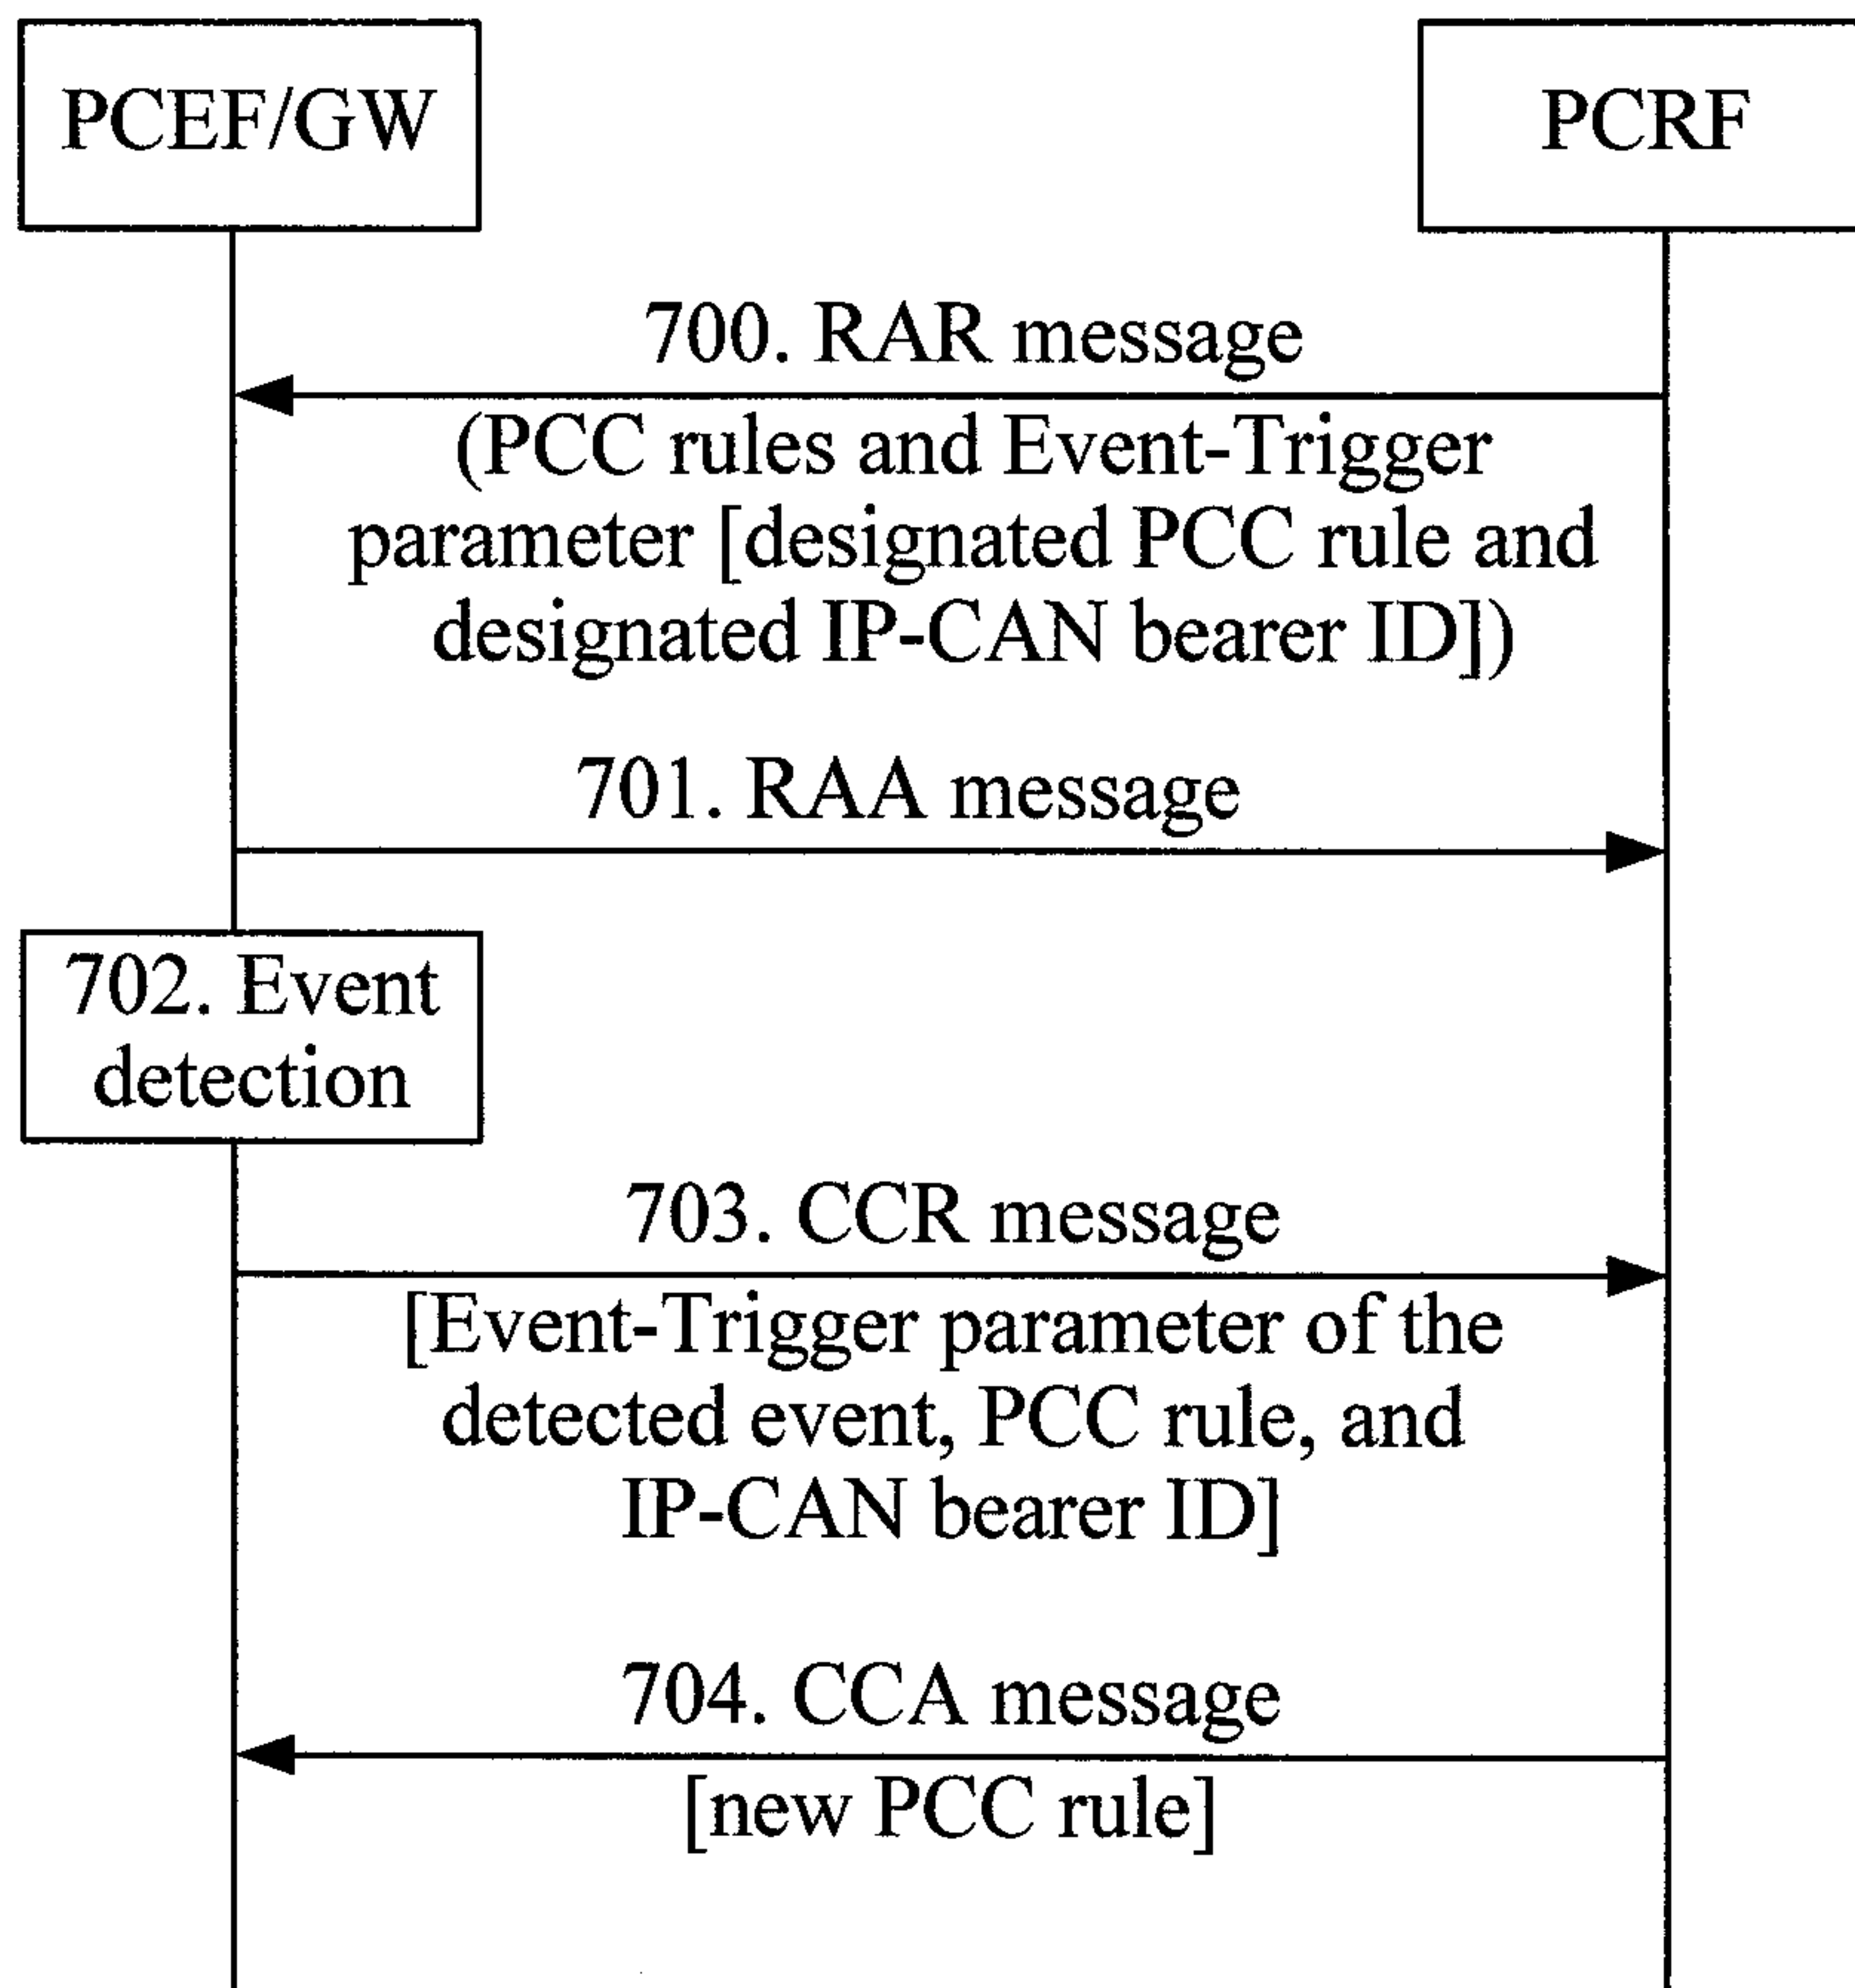 PCEF/GW
PCRF
700. RAR message
(PCC rules and Event-Trigger
parameter [designated PCC rule and
designated IP-CAN bearer ID])
701. RAA message
702. Event
detection
703. CCR message
[Event-Trigger parameter of the
detected event, PCC rule, and
IP-CAN bearer ID]
704. CCA message
[new PCC rule]